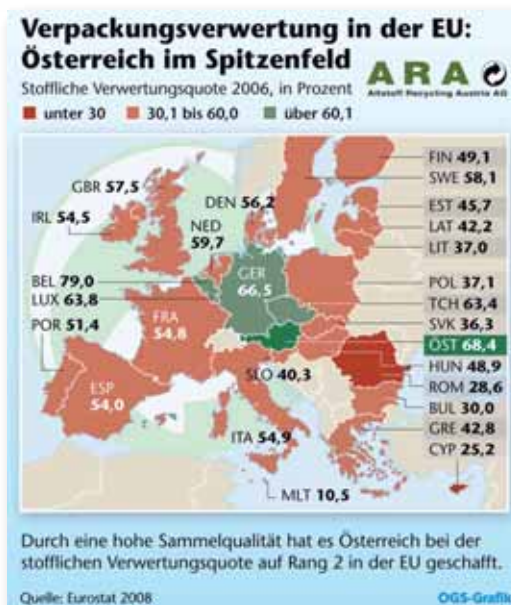 Verpackungsverwertung in der EU:
Österreich im Spitzenfeld
Stoffliche Verwertungsquote 2006, in Prozent
ARA
Altstoff Recycling Austria AG
unter 30
30,1 bis 60,0
über 60,1
FIN 49,1
SWE 58,1
GBR 57,5
DEN 56,2
EST 45,7
IRL 54,5
NED
59,7
LAT 42,2
LIT 37,0
BEL 79,0
GER
66,5
POL 37,1
LUX 63,8
TCH 63,4
POR 51,4
FRA
54,8
SVK 36,3
ÖST 68,4
HUN 48,9
SLO 40,3
ROM 28,6
ESP
54,0
BUL 30,0
ITA 54,9
GRE 42,8
CYP 25,2
MLT 10,5
Durch eine hohe Sammelqualität hat es Österreich bei der
stofflichen Verwertungsquote auf Rang 2 in der EU geschafft.
Quelle: Eurostat 2008
OGS-Grafik